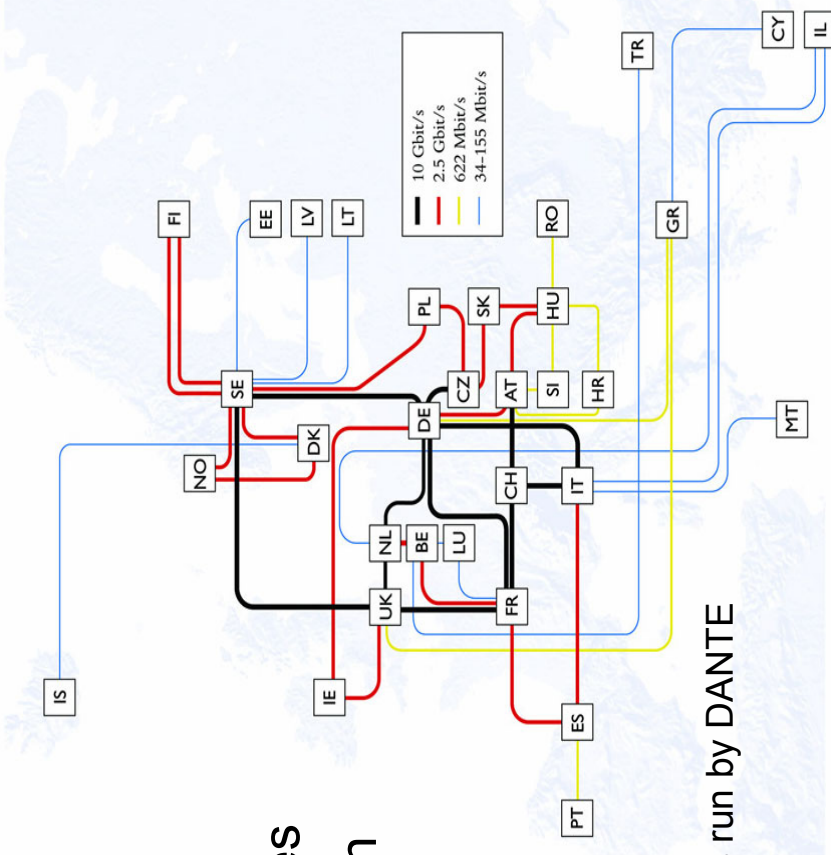 IS
FI
NO
SE
EE
es
LV
DK
IE
LT
n
UK
NL
10 Gbit/s
2.5 Gbit/s
622 Mbit/s
34–155 Mbit/s
BE
DE
PL
LU
CZ
SK
FR
CH
AT
SI
HU
RO
PT
ES
IT
HR
TR
GR
run by DANTE
CY
MT
IL